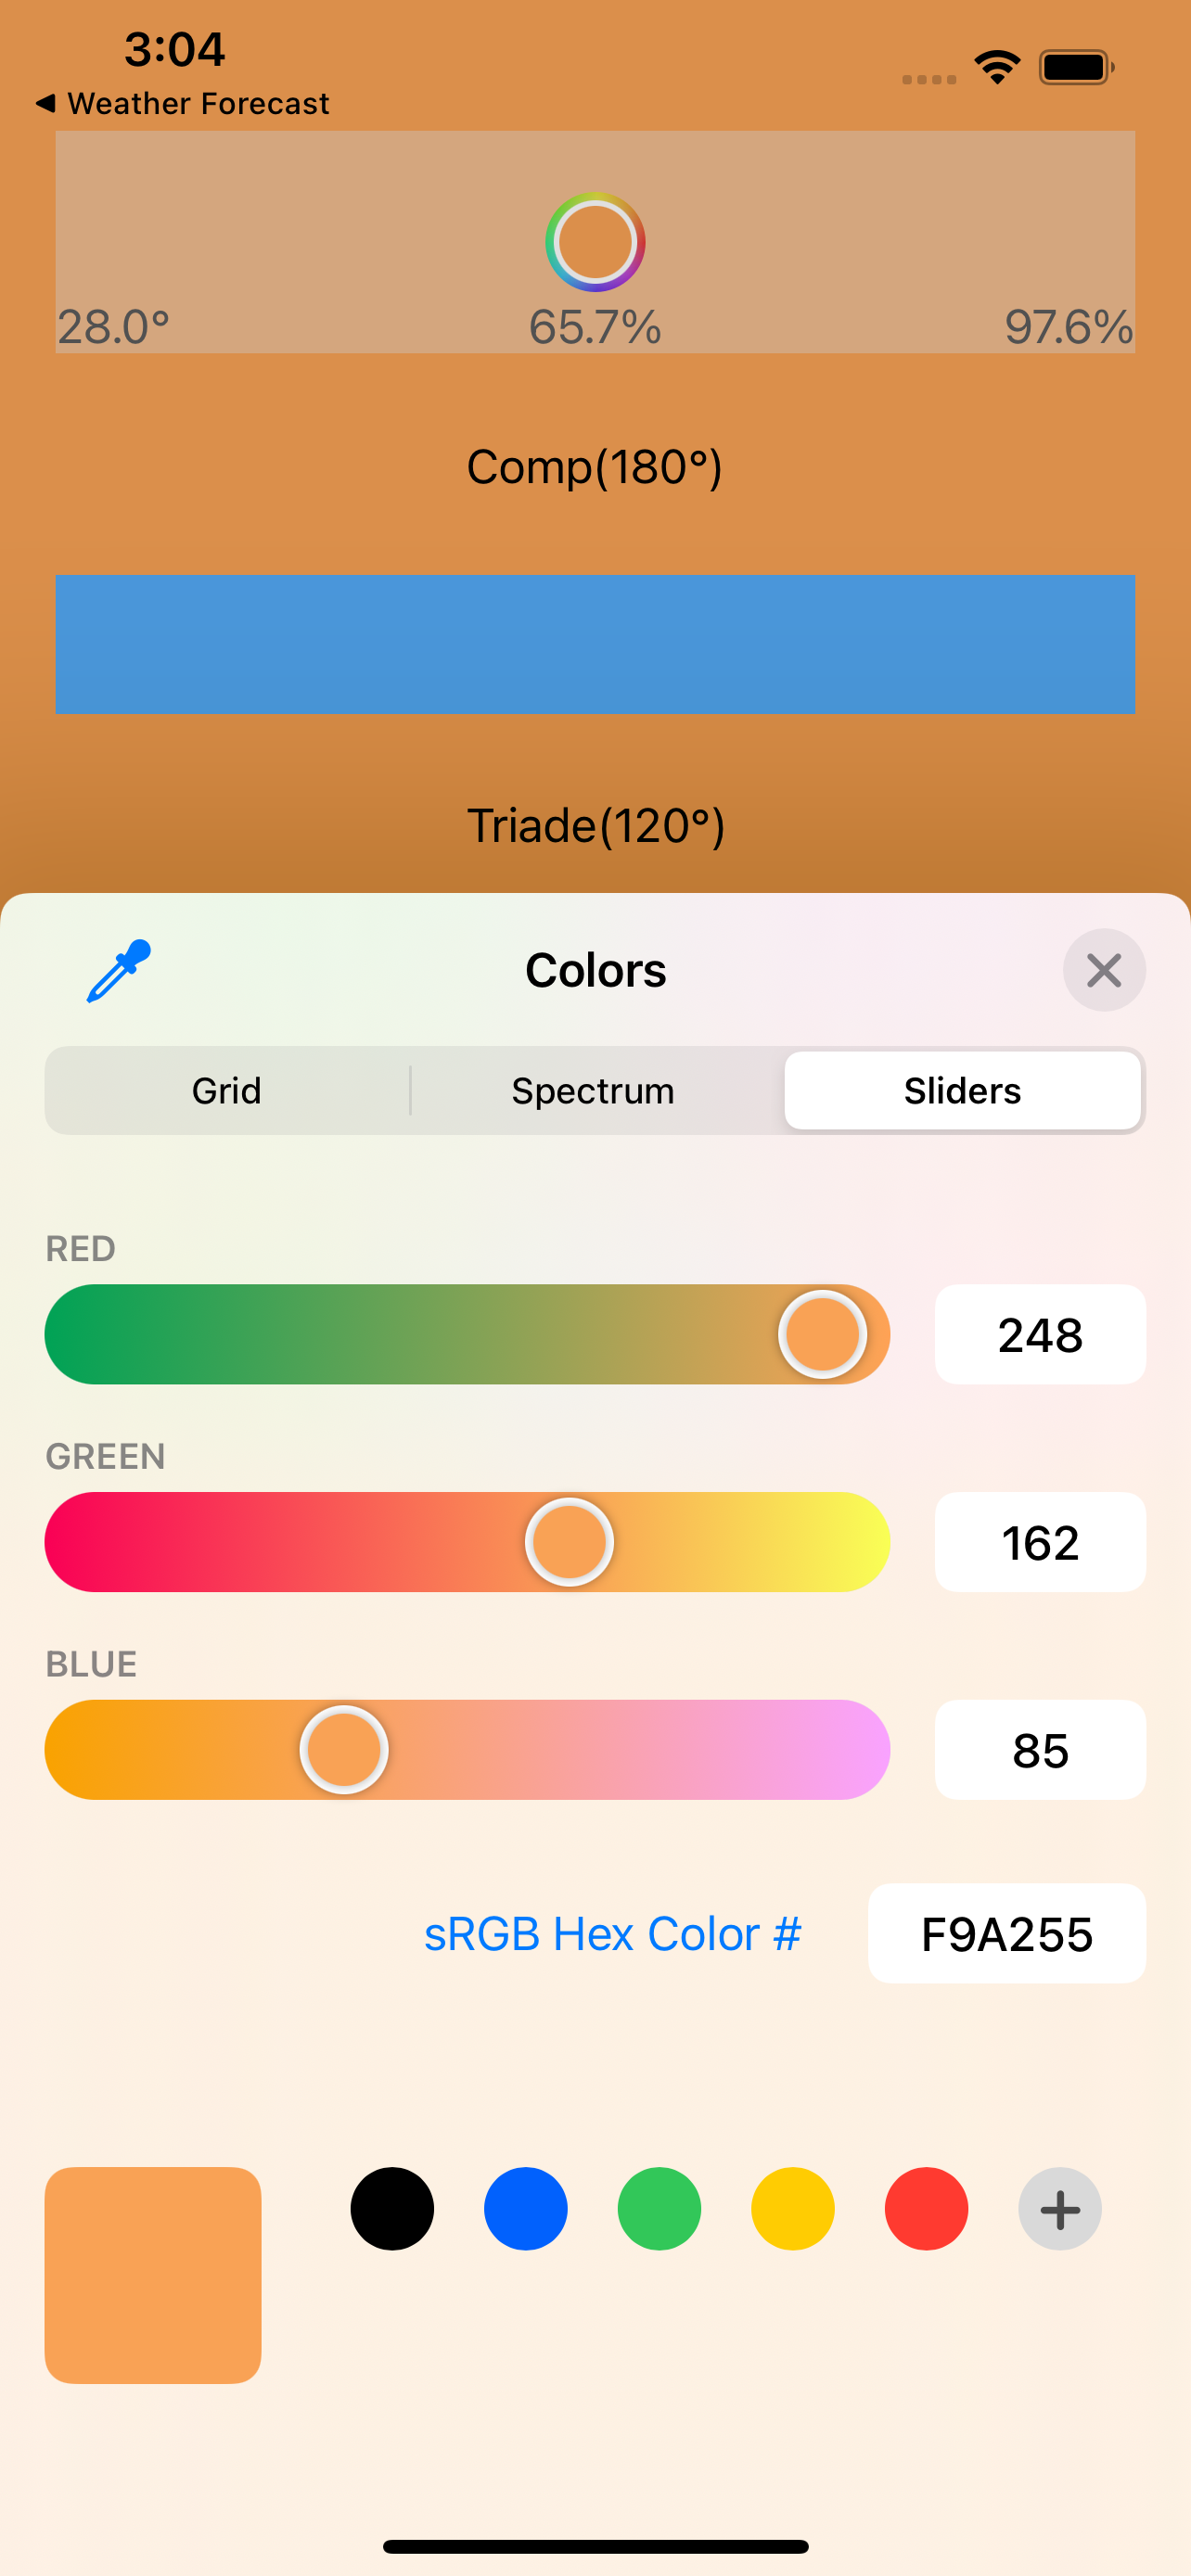 3:04
◀ Weather Forecast
28.0° 65.7% 97.6%
Comp(180°)
Triade(120°)
Colors
Grid Spectrum Sliders
RED
248
GREEN
162
BLUE
85
sRGB Hex Color # F9A255